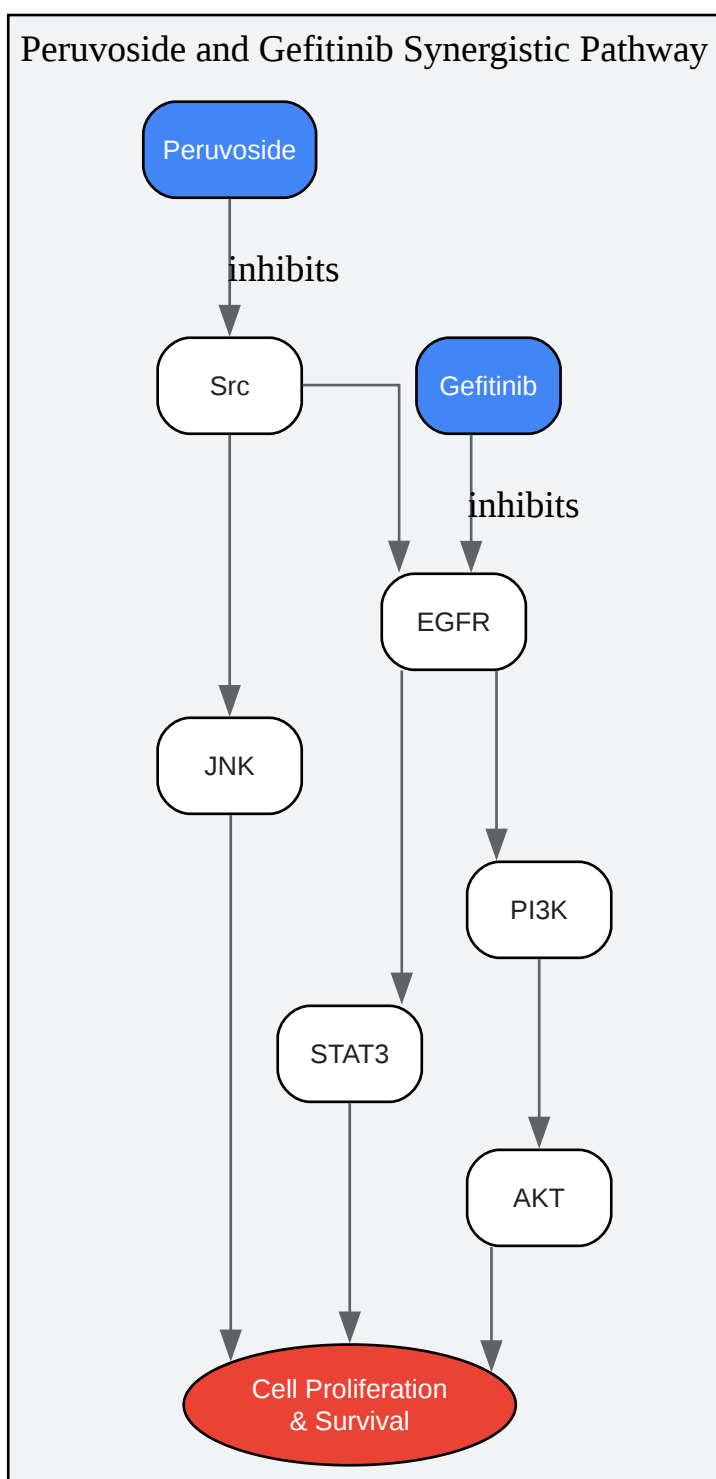 Peruvoside and Gefitinib Synergistic Pathway
Peruvoside
inhibits
Src
Gefitinib
inhibits
EGFR
JNK
PI3K
STAT3
AKT
Cell Proliferation
& Survival